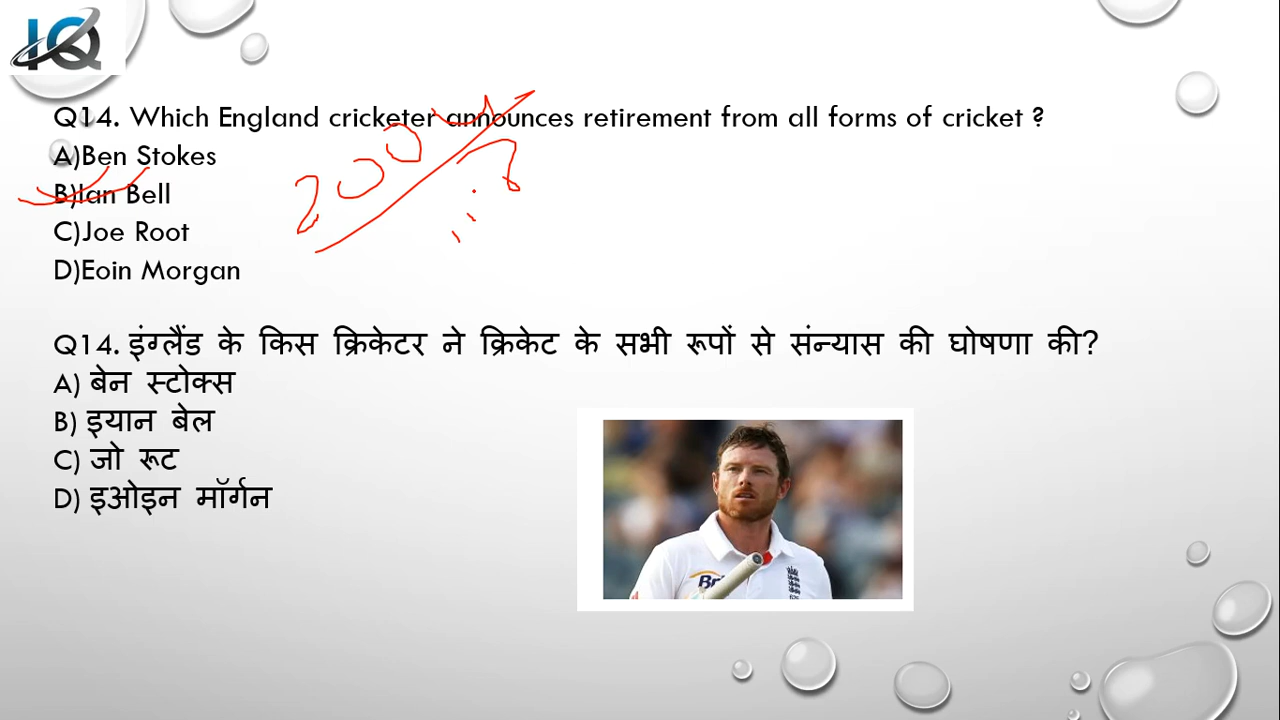 IQ
Q14. Which England cricketer announces retirement from all forms of cricket ?
A)Ben Stokes
B)Ian Bell
C)Joe Root
D)Eoin Morgan
Q14. इंग्लैंड के किस क्रिकेटर ने क्रिकेट के सभी रूपों से संन्यास की घोषणा की?
A) बेन स्टोक्स
B) इयान बेल
C) जो रूट
D) इओइन मॉर्गन